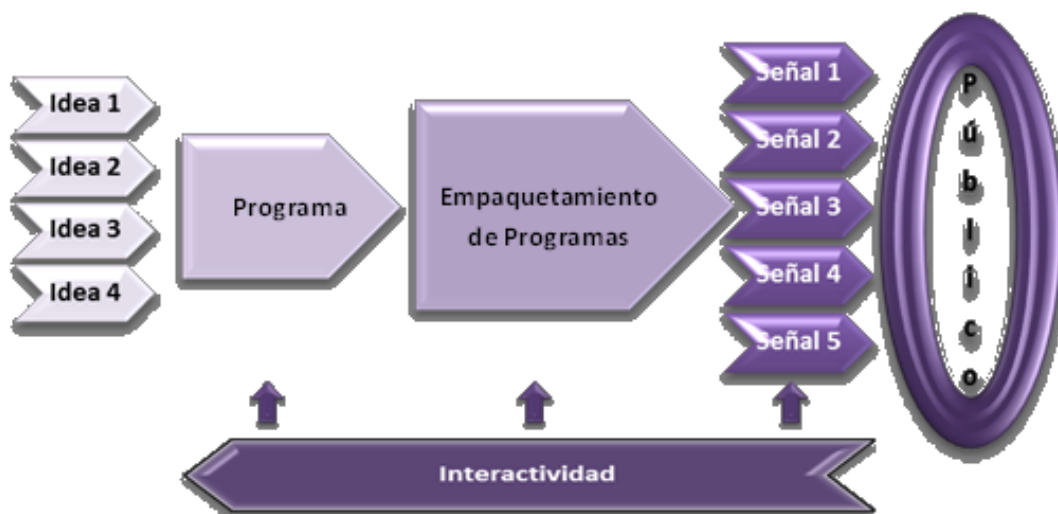 Idea 1
Idea 2
Idea 3
Idea 4
Programa
Empaquetamiento
de Programas
Señal 1
Señal 2
Señal 3
Señal 4
Señal 5
Público
Interactividad